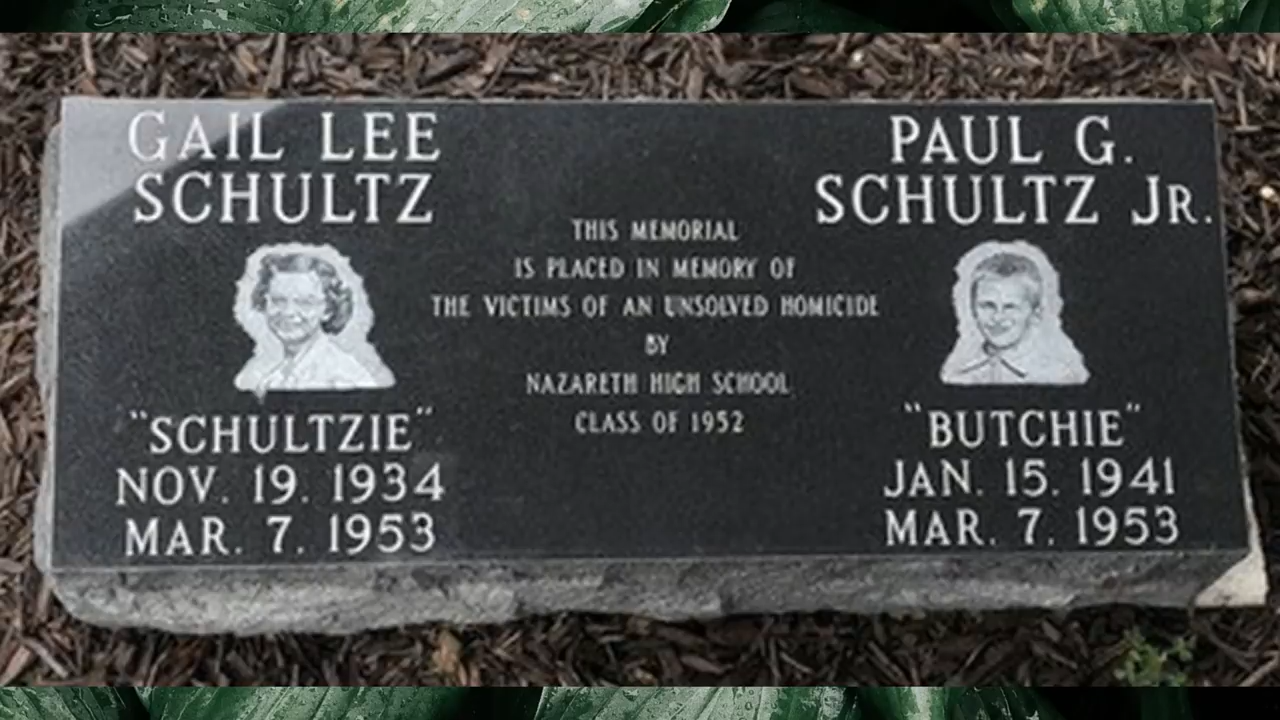 GAIL LEE
SCHULTZ
"SCHULTZIE"
NOV. 19. 1934
MAR. 7. 1953
THIS MEMORIAL
IS PLACED IN MEMORY OF
THE VICTIMS OF AN UNSOLVED HOMICIDE
BY
NAZARETH HIGH SCHOOL
CLASS OF 1952
PAUL G.
SCHULTZ JR.
"BUTCHIE"
JAN. 15. 1941
MAR. 7. 1953